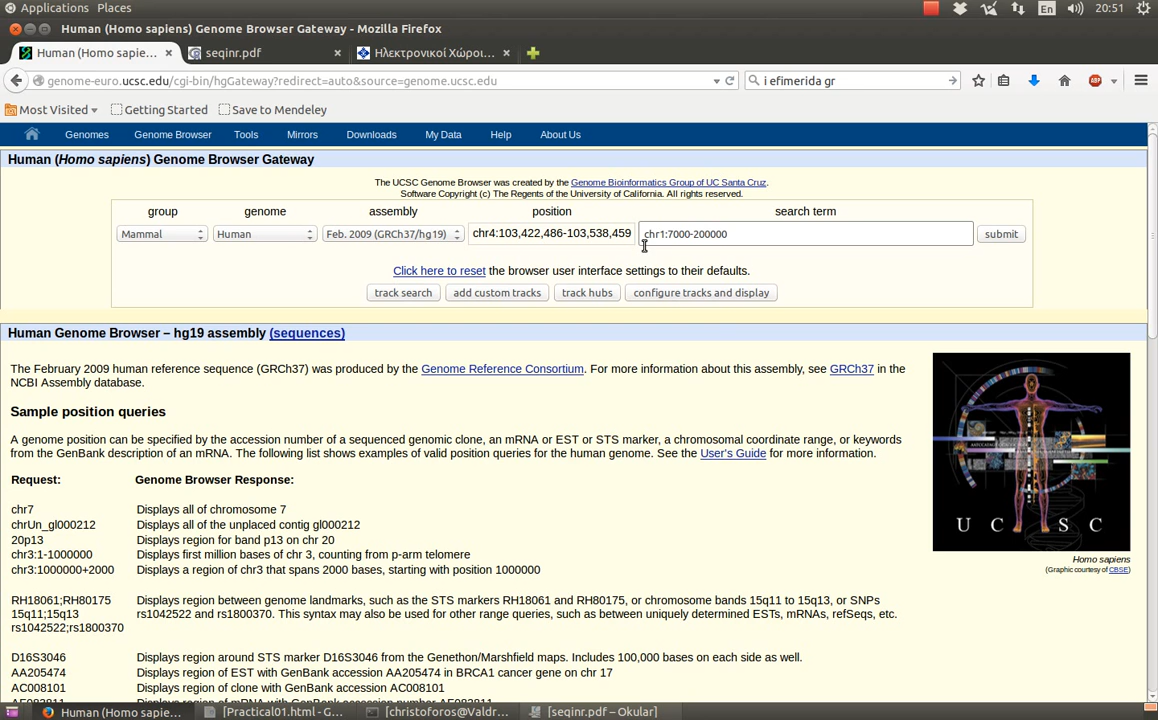 Applications Places En 20:51
Human (Homo sapiens) Genome Browser Gateway - Mozilla Firefox
Human (Homo sapie... seqinr.pdf Ηλεκτρονικοί Χώροι...
genome-euro.ucsc.edu/cgi-bin/hgGateway?redirect=auto&source=genome.ucsc.edu i efimerida gr ABP
Most Visited Getting Started Save to Mendeley
Genomes Genome Browser Tools Mirrors Downloads My Data Help About Us
Human (Homo sapiens) Genome Browser Gateway
The UCSC Genome Browser was created by the Genome Bioinformatics Group of UC Santa Cruz.
Software Copyright (c) The Regents of the University of California. All rights reserved.
group genome assembly position search term
Mammal Human Feb. 2009 (GRCh37/hg19) chr4:103,422,486-103,538,459 chr1:7000-200000 submit
Click here to reset the browser user interface settings to their defaults.
track search add custom tracks track hubs configure tracks and display
Human Genome Browser – hg19 assembly (sequences)
The February 2009 human reference sequence (GRCh37) was produced by the Genome Reference Consortium. For more information about this assembly, see GRCh37 in the
NCBI Assembly database.
Sample position queries
A genome position can be specified by the accession number of a sequenced genomic clone, an mRNA or EST or STS marker, a chromosomal coordinate range, or keywords
from the GenBank description of an mRNA. The following list shows examples of valid position queries for the human genome. See the User's Guide for more information.
Request: Genome Browser Response:
chr7 Displays all of chromosome 7
chrUn_gl000212 Displays all of the unplaced contig gl000212
20p13 Displays region for band p13 on chr 20
chr3:1-1000000 Displays first million bases of chr 3, counting from p-arm telomere
chr3:1000000+2000 Displays a region of chr3 that spans 2000 bases, starting with position 1000000
RH18061;RH80175 Displays region between genome landmarks, such as the STS markers RH18061 and RH80175, or chromosome bands 15q11 to 15q13, or SNPs
15q11;15q13 rs1042522 and rs1800370. This syntax may also be used for other range queries, such as between uniquely determined ESTs, mRNAs, refSeqs, etc.
rs1042522;rs1800370
D16S3046 Displays region around STS marker D16S3046 from the Genethon/Marshfield maps. Includes 100,000 bases on each side as well.
AA205474 Displays region of EST with GenBank accession AA205474 in BRCA1 cancer gene on chr 17
AC008101 Displays region of clone with GenBank accession AC008101
UCSC
Homo sapiens
(Graphic courtesy of CBSE)
Human (Homo sapie... [Practical01.html - G... [christoforos@Valdr... [seqinr.pdf – Okular]